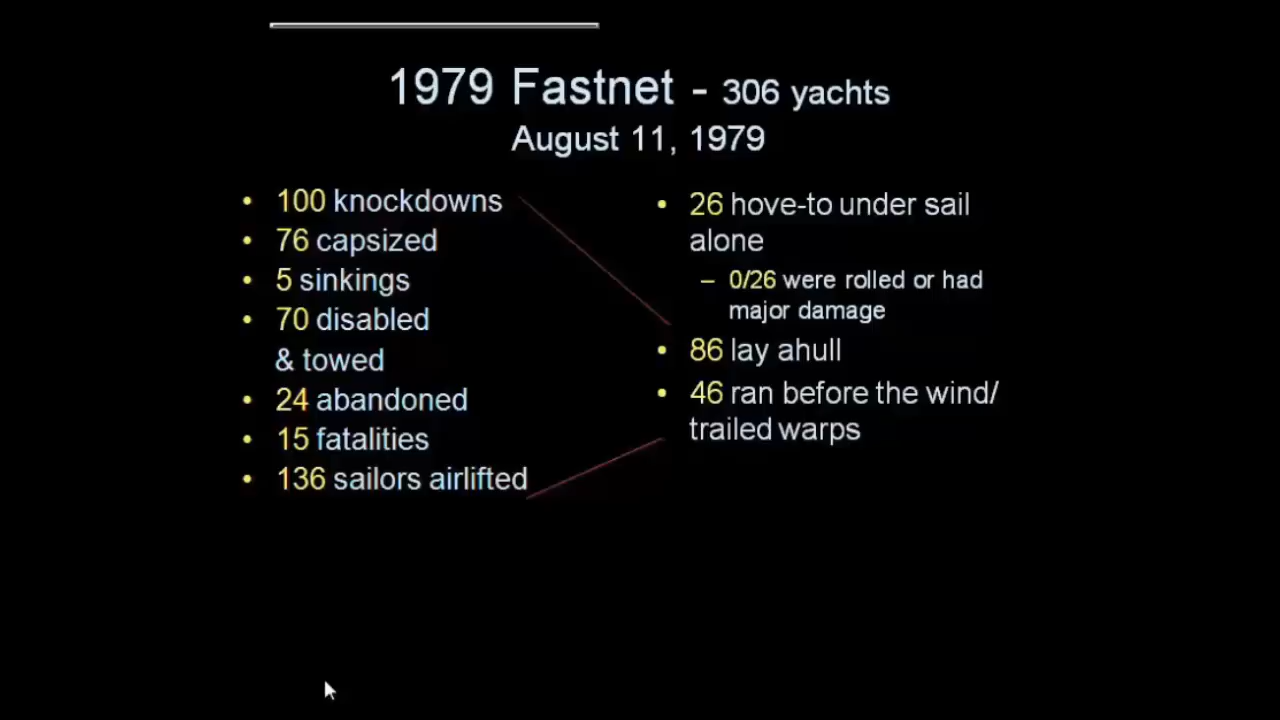 1979 Fastnet - 306 yachts
August 11, 1979
• 100 knockdowns
• 76 capsized
• 5 sinkings
• 70 disabled
& towed
• 24 abandoned
• 15 fatalities
• 136 sailors airlifted
• 26 hove-to under sail
alone
– 0/26 were rolled or had
major damage
• 86 lay ahull
• 46 ran before the wind/
trailed warps